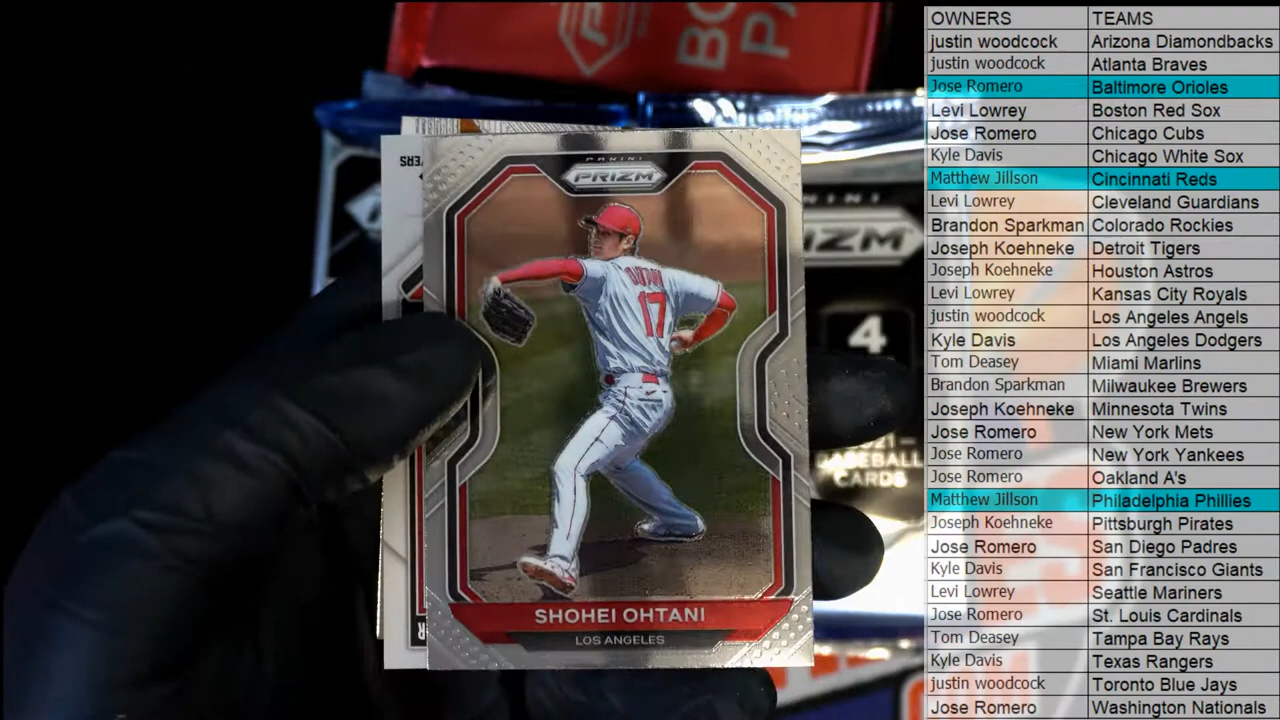 BO
PA
PANINI
PRIZM
17
SHOHEI OHTANI
LOS ANGELES
4
BASEBALL
CARDS
OWNERS TEAMS
justin woodcock Arizona Diamondbacks
justin woodcock Atlanta Braves
Jose Romero Baltimore Orioles
Levi Lowrey Boston Red Sox
Jose Romero Chicago Cubs
Kyle Davis Chicago White Sox
Matthew Jillson Cincinnati Reds
Levi Lowrey Cleveland Guardians
Brandon Sparkman Colorado Rockies
Joseph Koehneke Detroit Tigers
Joseph Koehneke Houston Astros
Levi Lowrey Kansas City Royals
justin woodcock Los Angeles Angels
Kyle Davis Los Angeles Dodgers
Tom Deasey Miami Marlins
Brandon Sparkman Milwaukee Brewers
Joseph Koehneke Minnesota Twins
Jose Romero New York Mets
Jose Romero New York Yankees
Jose Romero Oakland A's
Matthew Jillson Philadelphia Phillies
Joseph Koehneke Pittsburgh Pirates
Jose Romero San Diego Padres
Kyle Davis San Francisco Giants
Levi Lowrey Seattle Mariners
Jose Romero St. Louis Cardinals
Tom Deasey Tampa Bay Rays
Kyle Davis Texas Rangers
justin woodcock Toronto Blue Jays
Jose Romero Washington Nationals